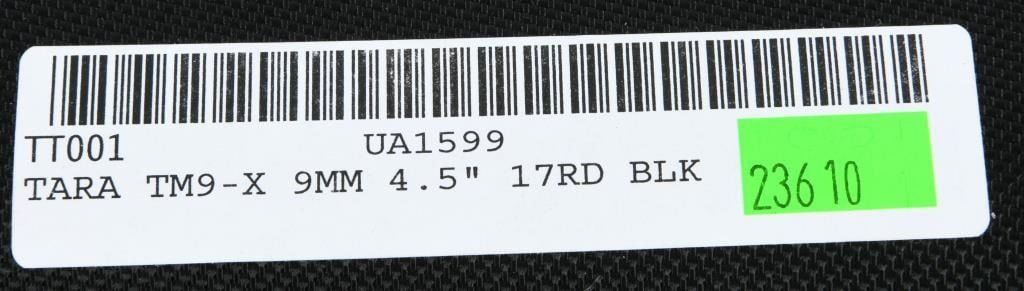 TT001 UA1599
TARA TM9-X 9MM 4.5" 17RD BLK
23610